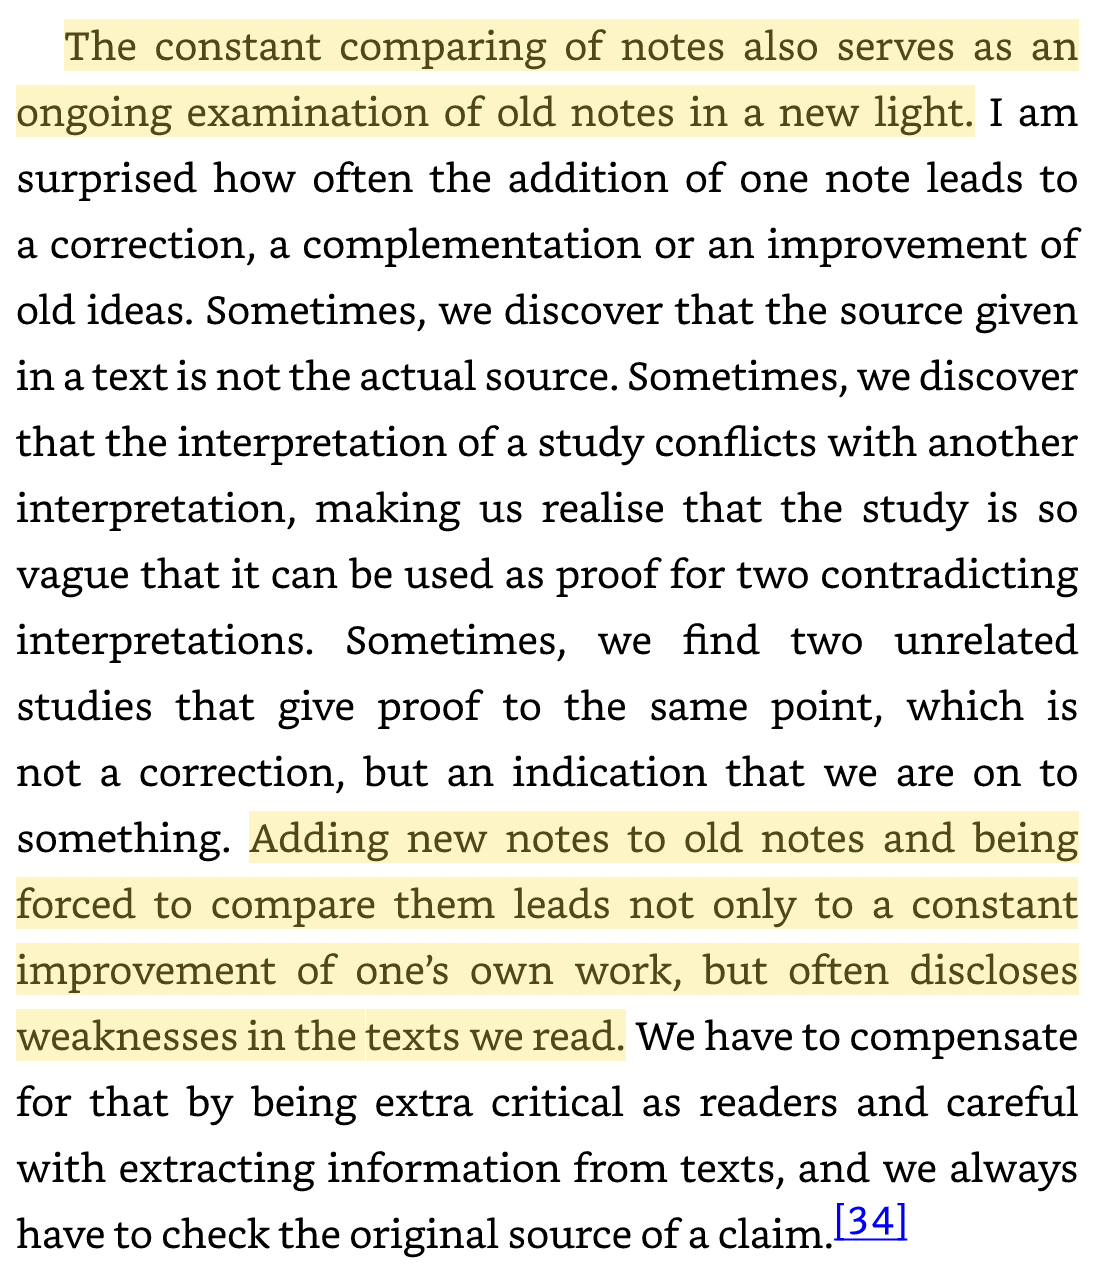 The constant comparing of notes also serves as an
ongoing examination of old notes in a new light. I am
surprised how often the addition of one note leads to
a correction, a complementation or an improvement of
old ideas. Sometimes, we discover that the source given
in a text is not the actual source. Sometimes, we discover
that the interpretation of a study conflicts with another
interpretation, making us realise that the study is so
vague that it can be used as proof for two contradicting
interpretations. Sometimes, we find two unrelated
studies that give proof to the same point, which is
not a correction, but an indication that we are on to
something. Adding new notes to old notes and being
forced to compare them leads not only to a constant
improvement of one’s own work, but often discloses
weaknesses in the texts we read. We have to compensate
for that by being extra critical as readers and careful
with extracting information from texts, and we always
have to check the original source of a claim.[34]